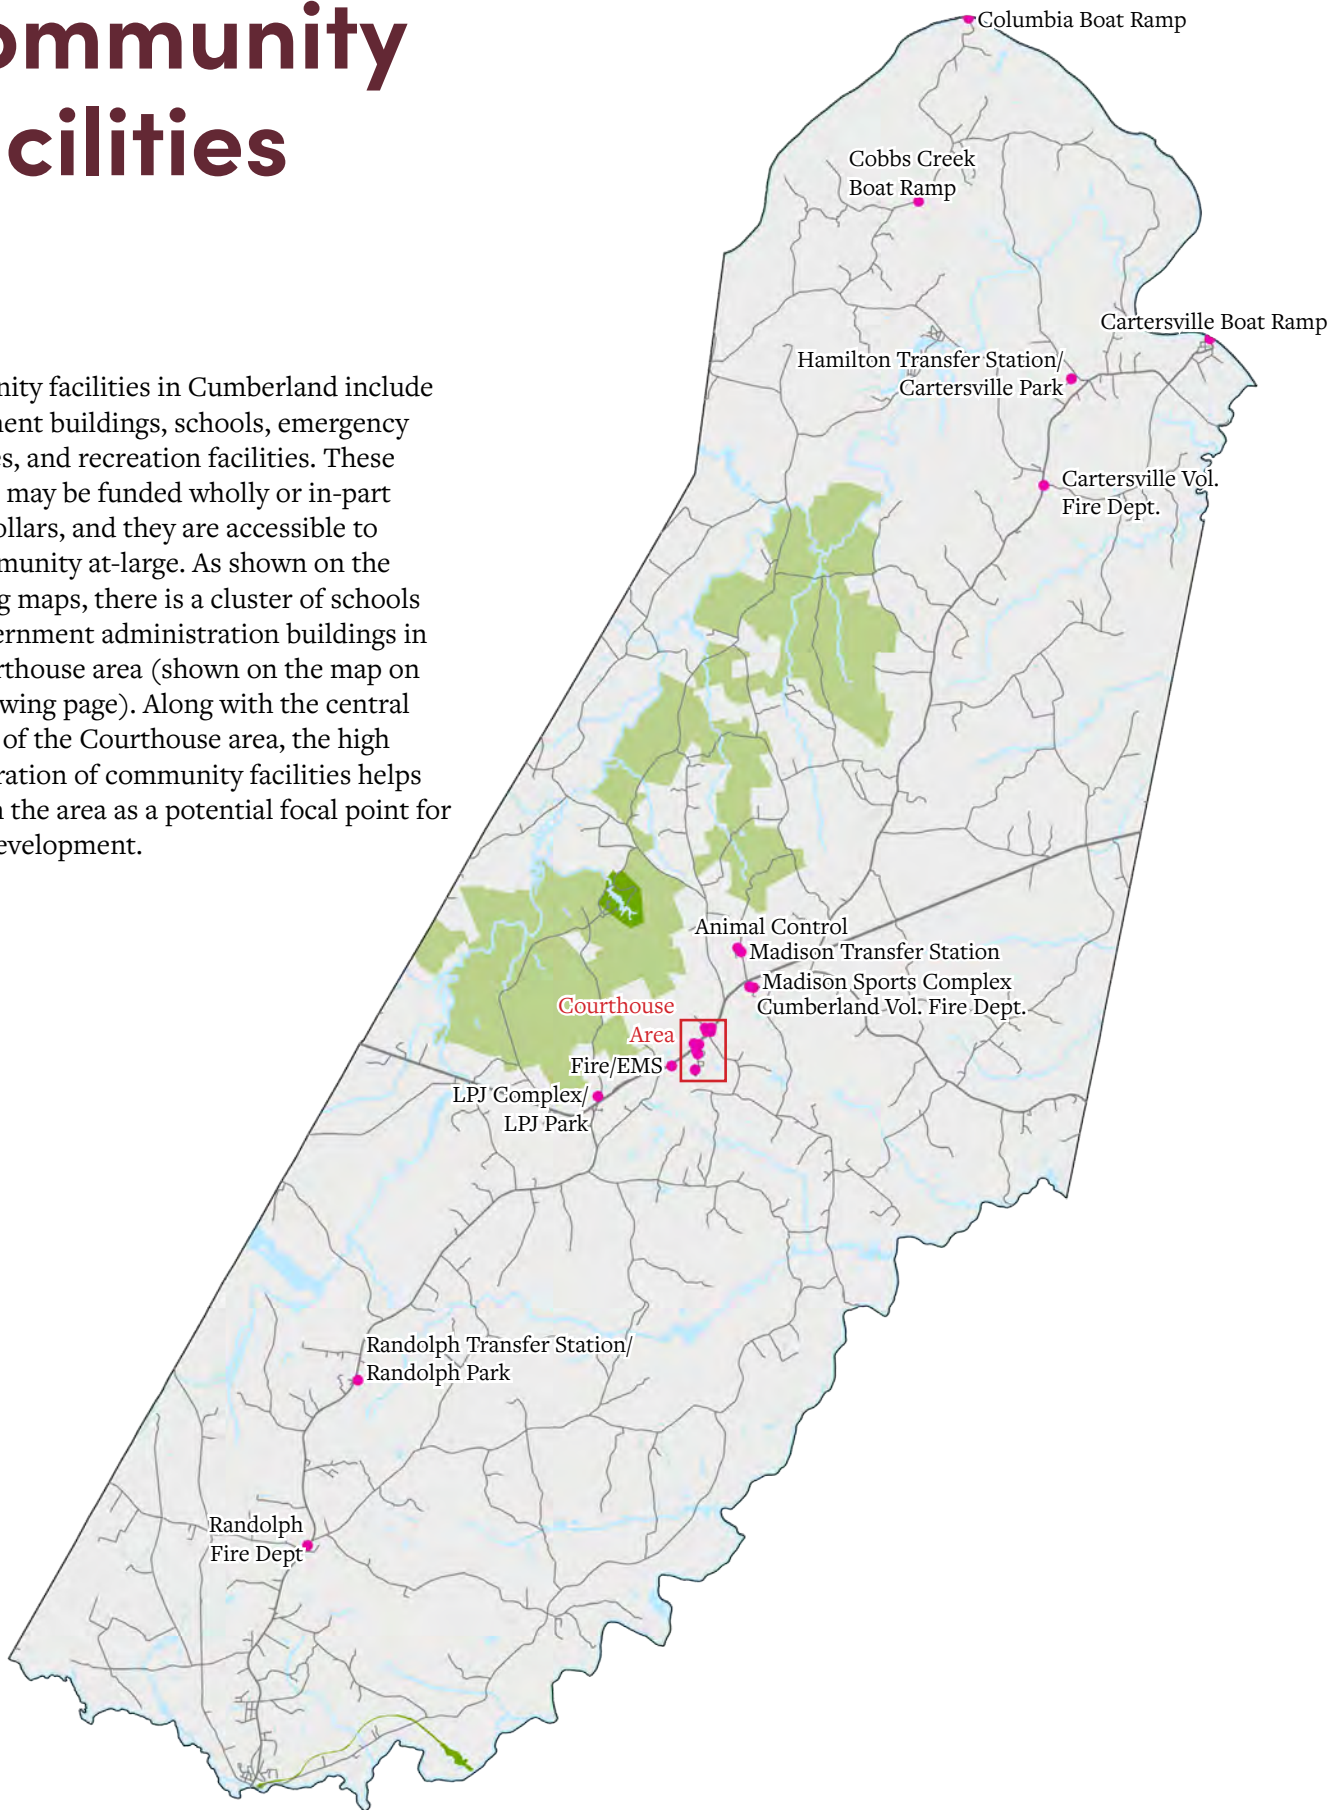 ommunity
cilities
nity facilities in Cumberland include
ment buildings, schools, emergency
es, and recreation facilities. These
may be funded wholly or in-part
ollars, and they are accessible to
munity at-large. As shown on the
g maps, there is a cluster of schools
ernment administration buildings in
rthouse area (shown on the map on
wing page). Along with the central
of the Courthouse area, the high
ration of community facilities helps
n the area as a potential focal point for
evelopment.
Columbia Boat Ramp
Cobbs Creek
Boat Ramp
Cartersville Boat Ramp
Hamilton Transfer Station/
Cartersville Park
Cartersville Vol.
Fire Dept.
Animal Control
Madison Transfer Station
Madison Sports Complex
Cumberland Vol. Fire Dept.
Courthouse
Area
Fire/EMS
LPJ Complex/
LPJ Park
Randolph Transfer Station/
Randolph Park
Randolph
Fire Dept